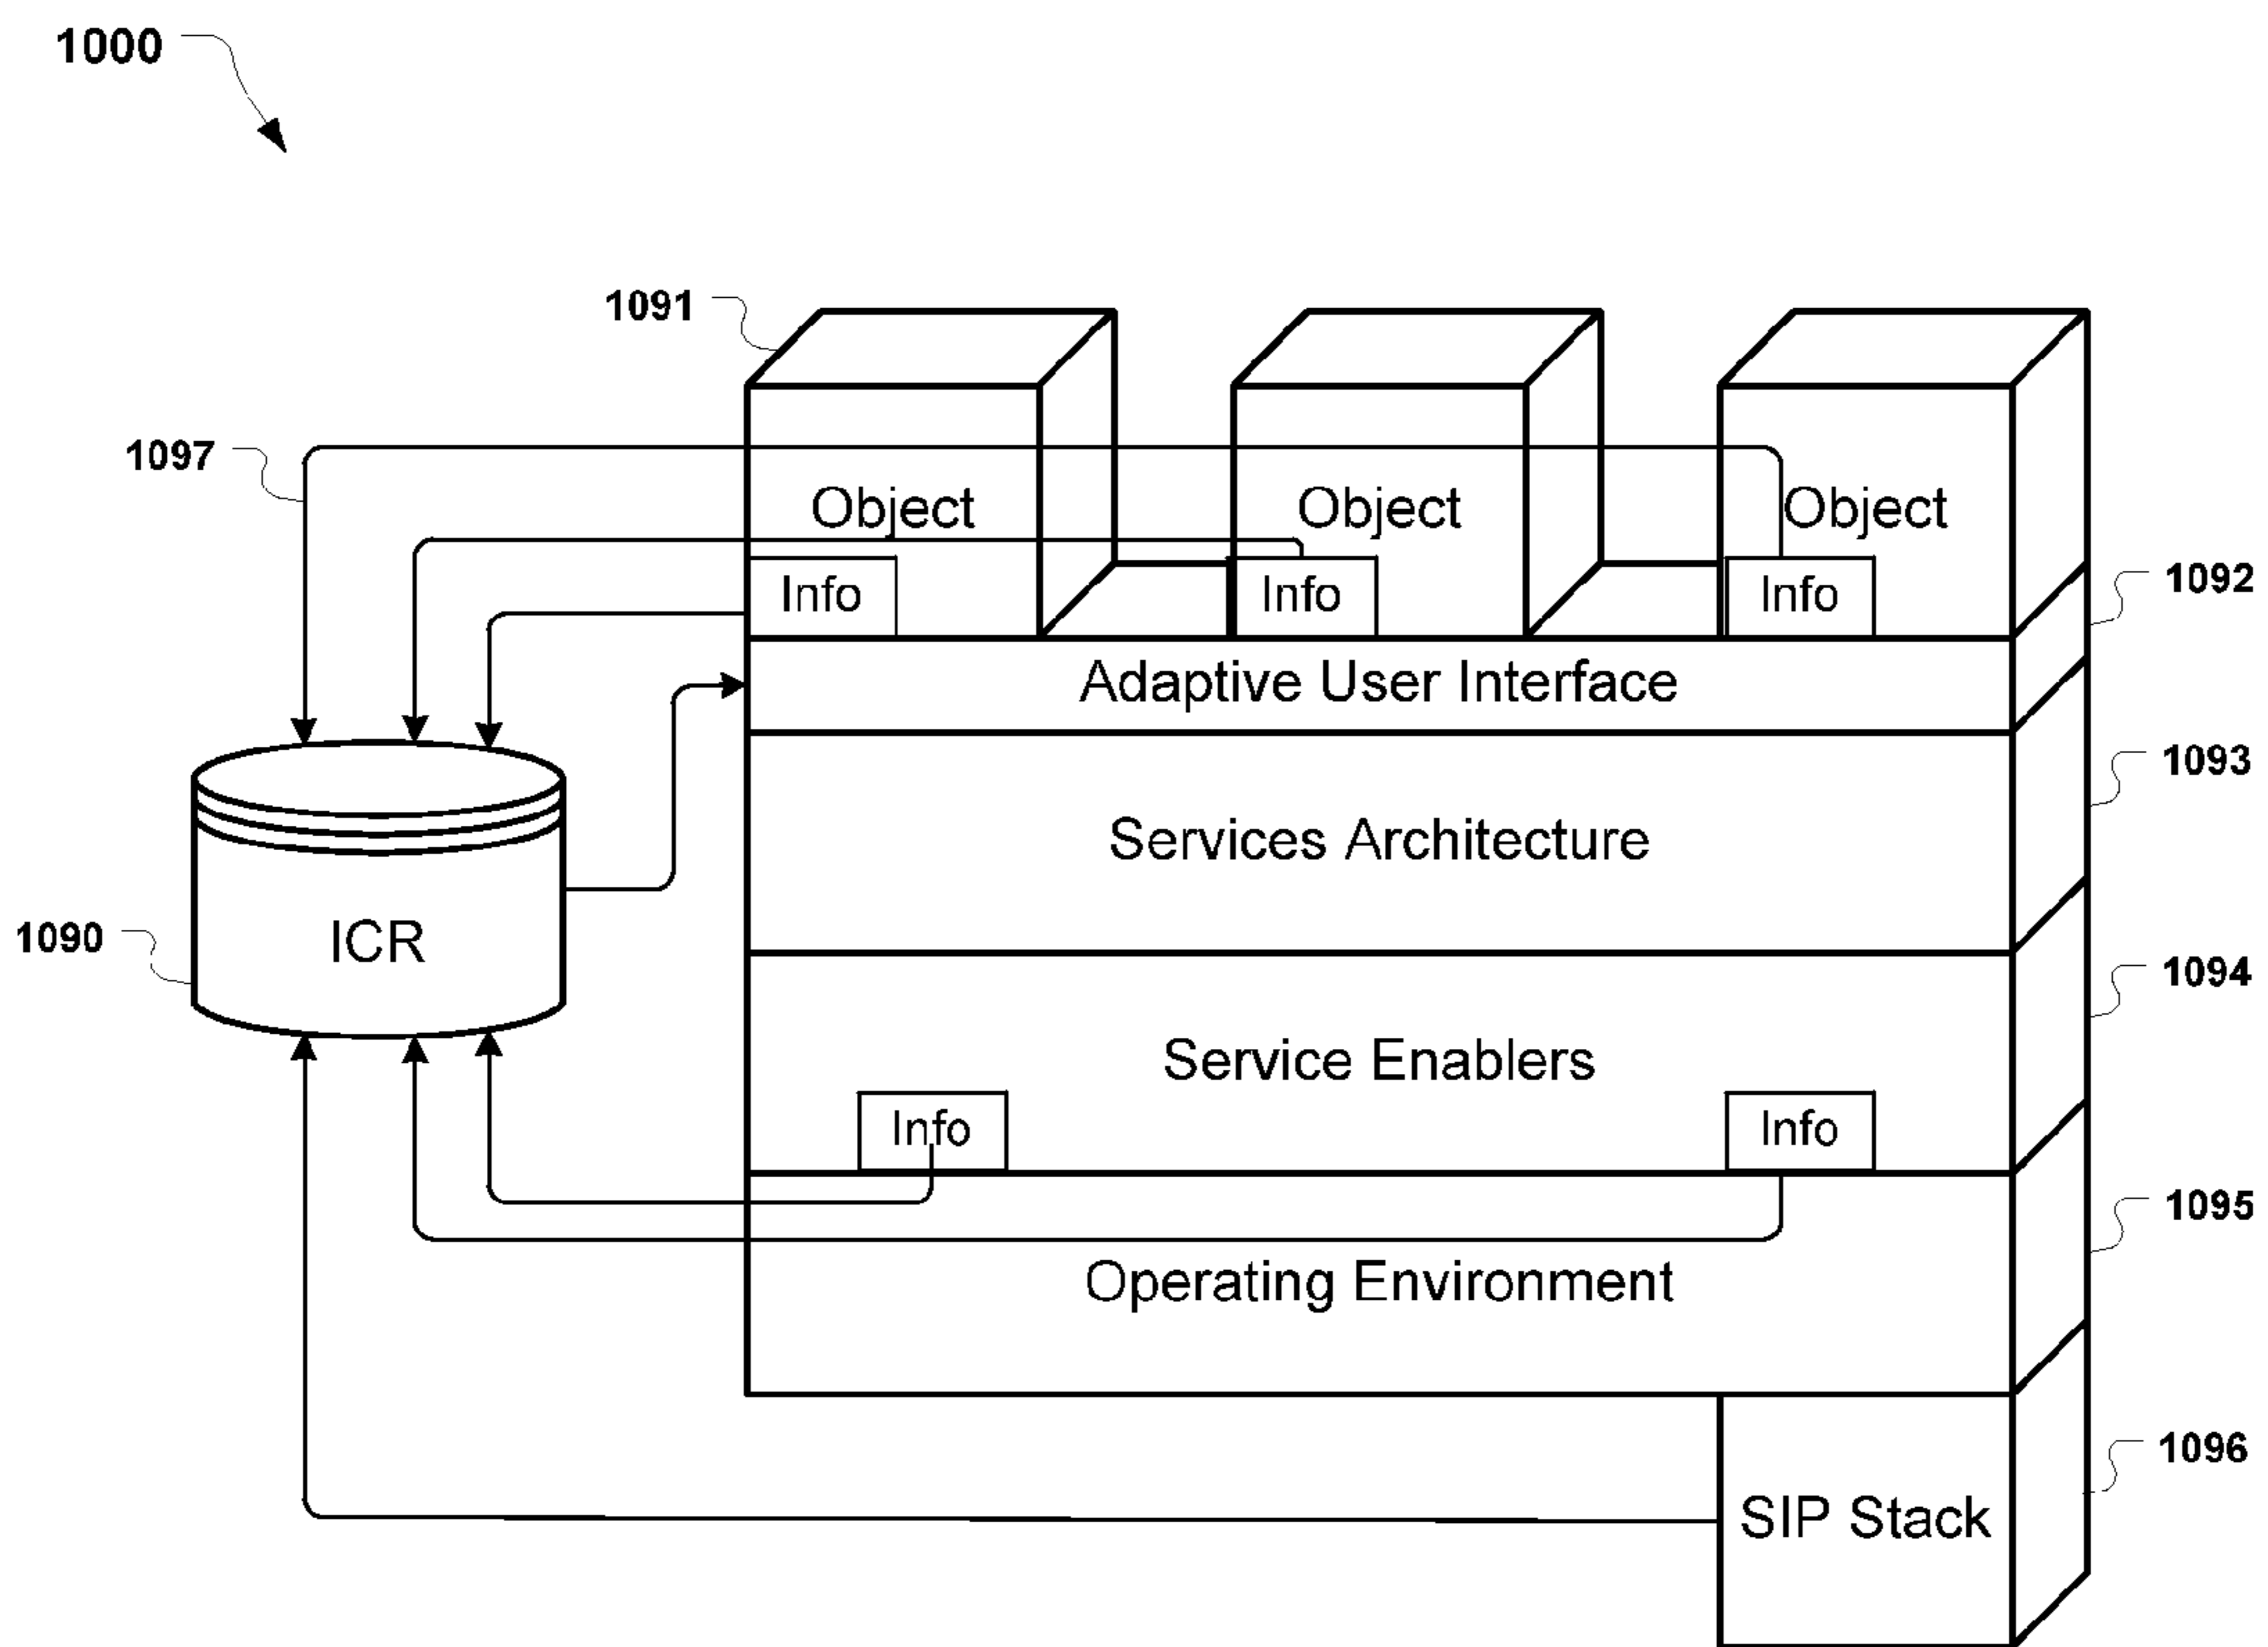 1000
1091
1097
Object
Object
Object
Info
Info
Info
1092
Adaptive User Interface
1093
Services Architecture
1090
ICR
1094
Service Enablers
Info
Info
1095
Operating Environment
1096
SIP Stack